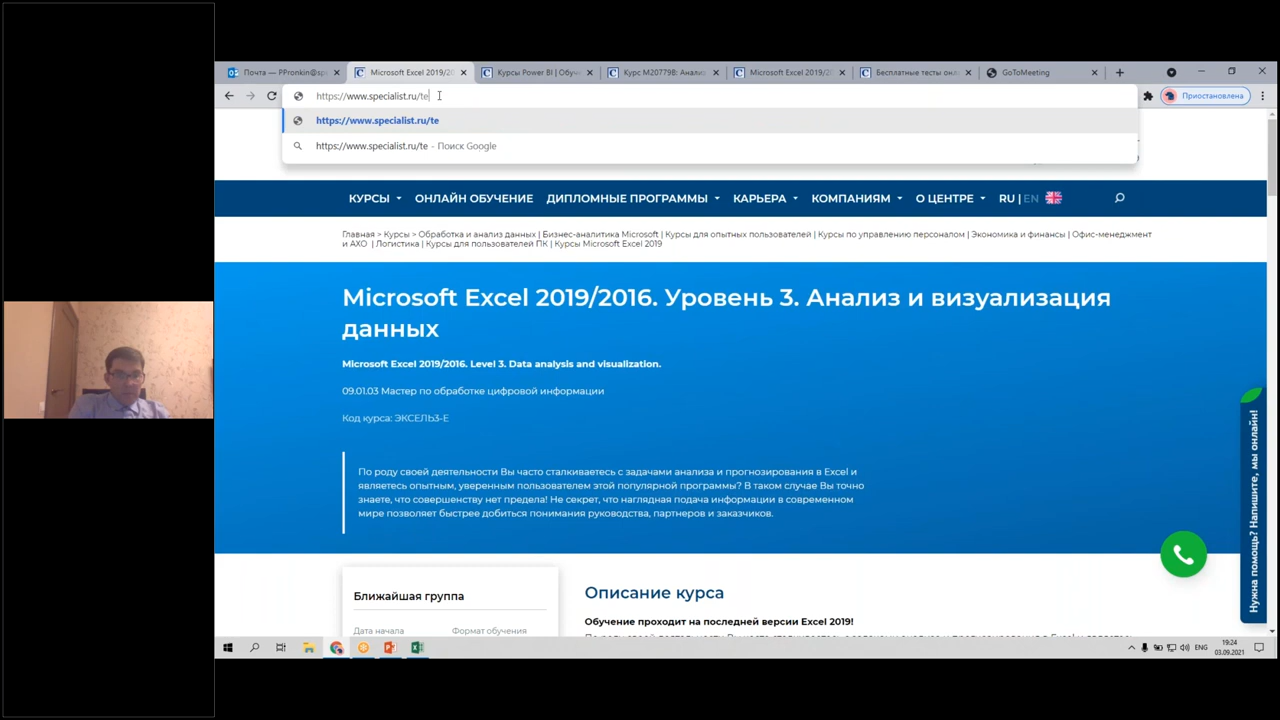 Почта — PPronkin@sp
Microsoft Excel 2019/20
Курсы Power BI | Обуч
Курс M20779B: Анализ
Microsoft Excel 2019/20
Бесплатные тесты онл
GoToMeeting
https://www.specialist.ru/te
Приостановлена
https://www.specialist.ru/te
https://www.specialist.ru/te - Поиск Google
КУРСЫ ОНЛАЙН ОБУЧЕНИЕ ДИПЛОМНЫЕ ПРОГРАММЫ КАРЬЕРА КОМПАНИЯМ О ЦЕНТРЕ RU | EN
Главная > Курсы > Обработка и анализ данных | Бизнес-аналитика Microsoft | Курсы для опытных пользователей | Курсы по управлению персоналом | Экономика и финансы | Офис-менеджмент
и АХО | Логистика | Курсы для пользователей ПК | Курсы Microsoft Excel 2019
Microsoft Excel 2019/2016. Уровень 3. Анализ и визуализация
данных
Microsoft Excel 2019/2016. Level 3. Data analysis and visualization.
09.01.03 Мастер по обработке цифровой информации
Код курса: ЭКСЕЛЬ3-Е
По роду своей деятельности Вы часто сталкиваетесь с задачами анализа и прогнозирования в Excel и
являетесь опытным, уверенным пользователем этой популярной программы? В таком случае Вы точно
знаете, что совершенству нет предела! Не секрет, что наглядная подача информации в современном
мире позволяет быстрее добиться понимания руководства, партнеров и заказчиков.
Нужна помощь? Напишите, мы онлайн!
Ближайшая группа
Дата начала Формат обучения
Описание курса
Обучение проходит на последней версии Excel 2019!
ENG
19:24
03.09.2021